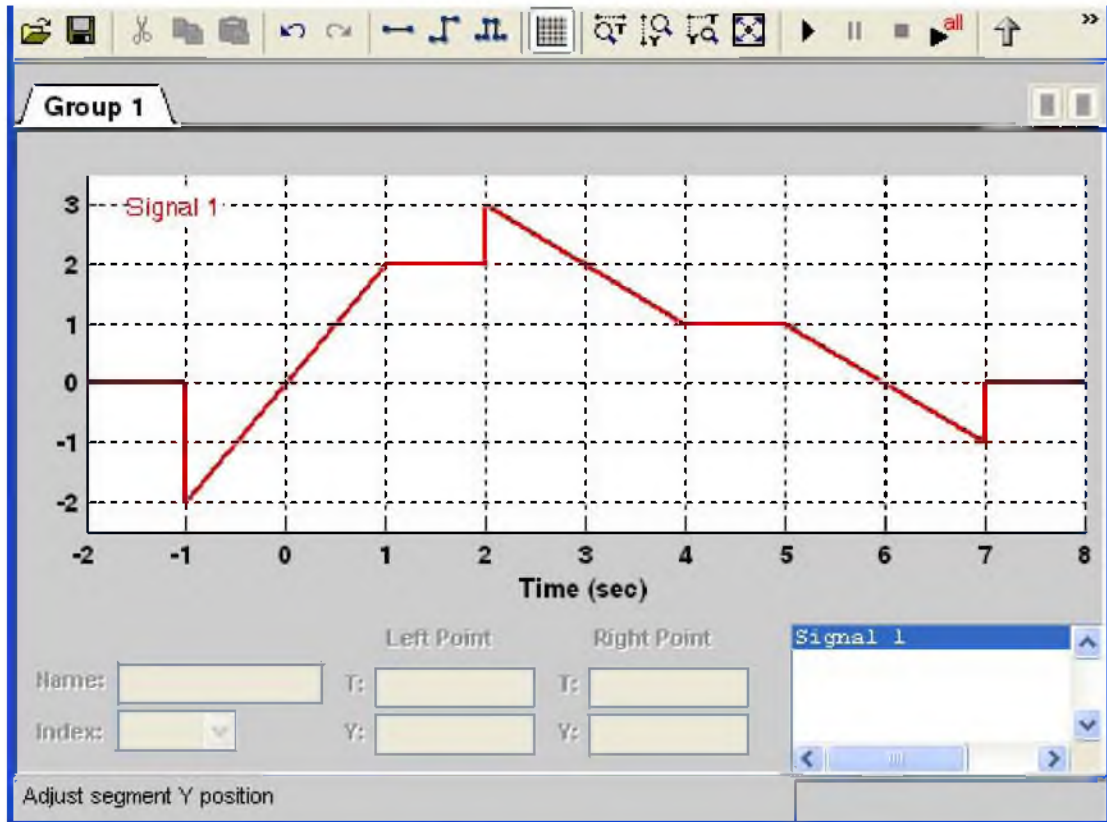 all
»
Group 1
3
Signal 1
2
1
0
-1
-2
-2 -1 0 1 2 3 4 5 6 7 8
Time (sec)
Left Point Right Point
Signal 1
Name: T: T:
Index: Y: Y:
Adjust segment Y position